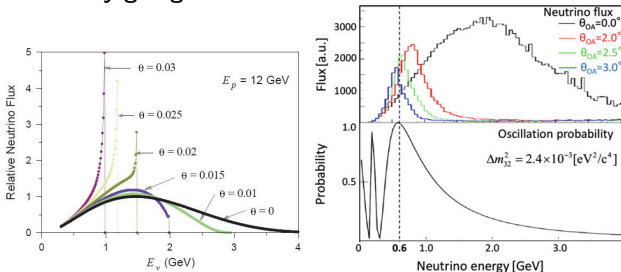 Relative Neutrino Flux
5
4
3
2
1
0
θ = 0.03
E_p = 12 GeV
θ = 0.025
θ = 0.02
θ = 0.015
θ = 0.01
θ = 0
0 1 2 3 4
E_ν (GeV)
Neutrino flux
θ_OA=0.0°
θ_OA=2.0°
θ_OA=2.5°
θ_OA=3.0°
Flux [a.u.]
3000
2000
1000
Oscillation probability
Δm²₃₂ = 2.4×10⁻³[eV²/c⁴]
Probability
1.0
0.5
0 0.6 1.0 2.0 3.0
Neutrino energy [GeV]